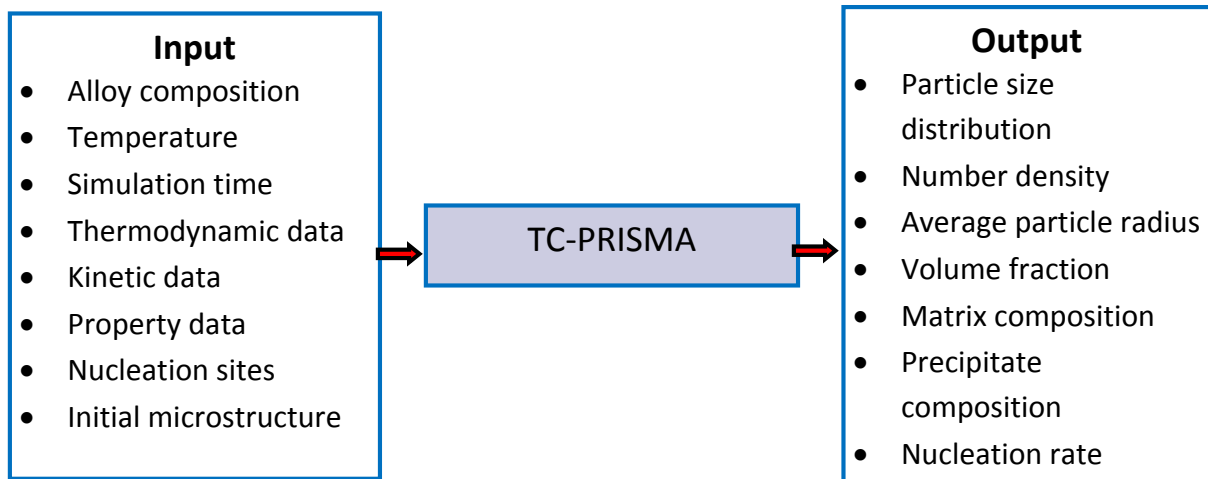 Input
• Alloy composition
• Temperature
• Simulation time
• Thermodynamic data
• Kinetic data
• Property data
• Nucleation sites
• Initial microstructure
TC-PRISMA
Output
• Particle size
distribution
• Number density
• Average particle radius
• Volume fraction
• Matrix composition
• Precipitate
composition
• Nucleation rate